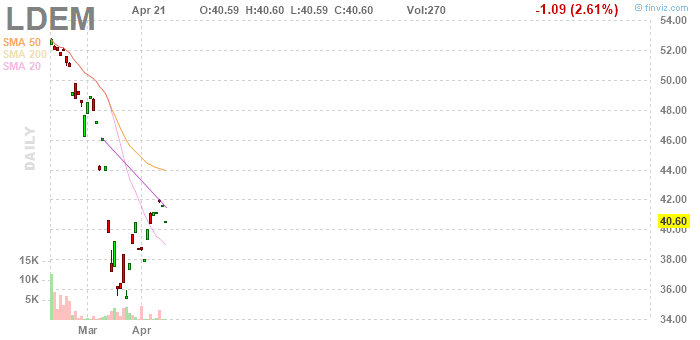 LDEM Apr 21 O:40.59 H:40.60 L:40.59 C:40.60 Vol:270 -1.09 (2.61%) © finviz.com
SMA 50
SMA 200
SMA 20
DAILY
54.00
52.00
50.00
48.00
46.00
44.00
42.00
40.60
40.00
38.00
36.00
34.00
15K
10K
5K
Mar Apr